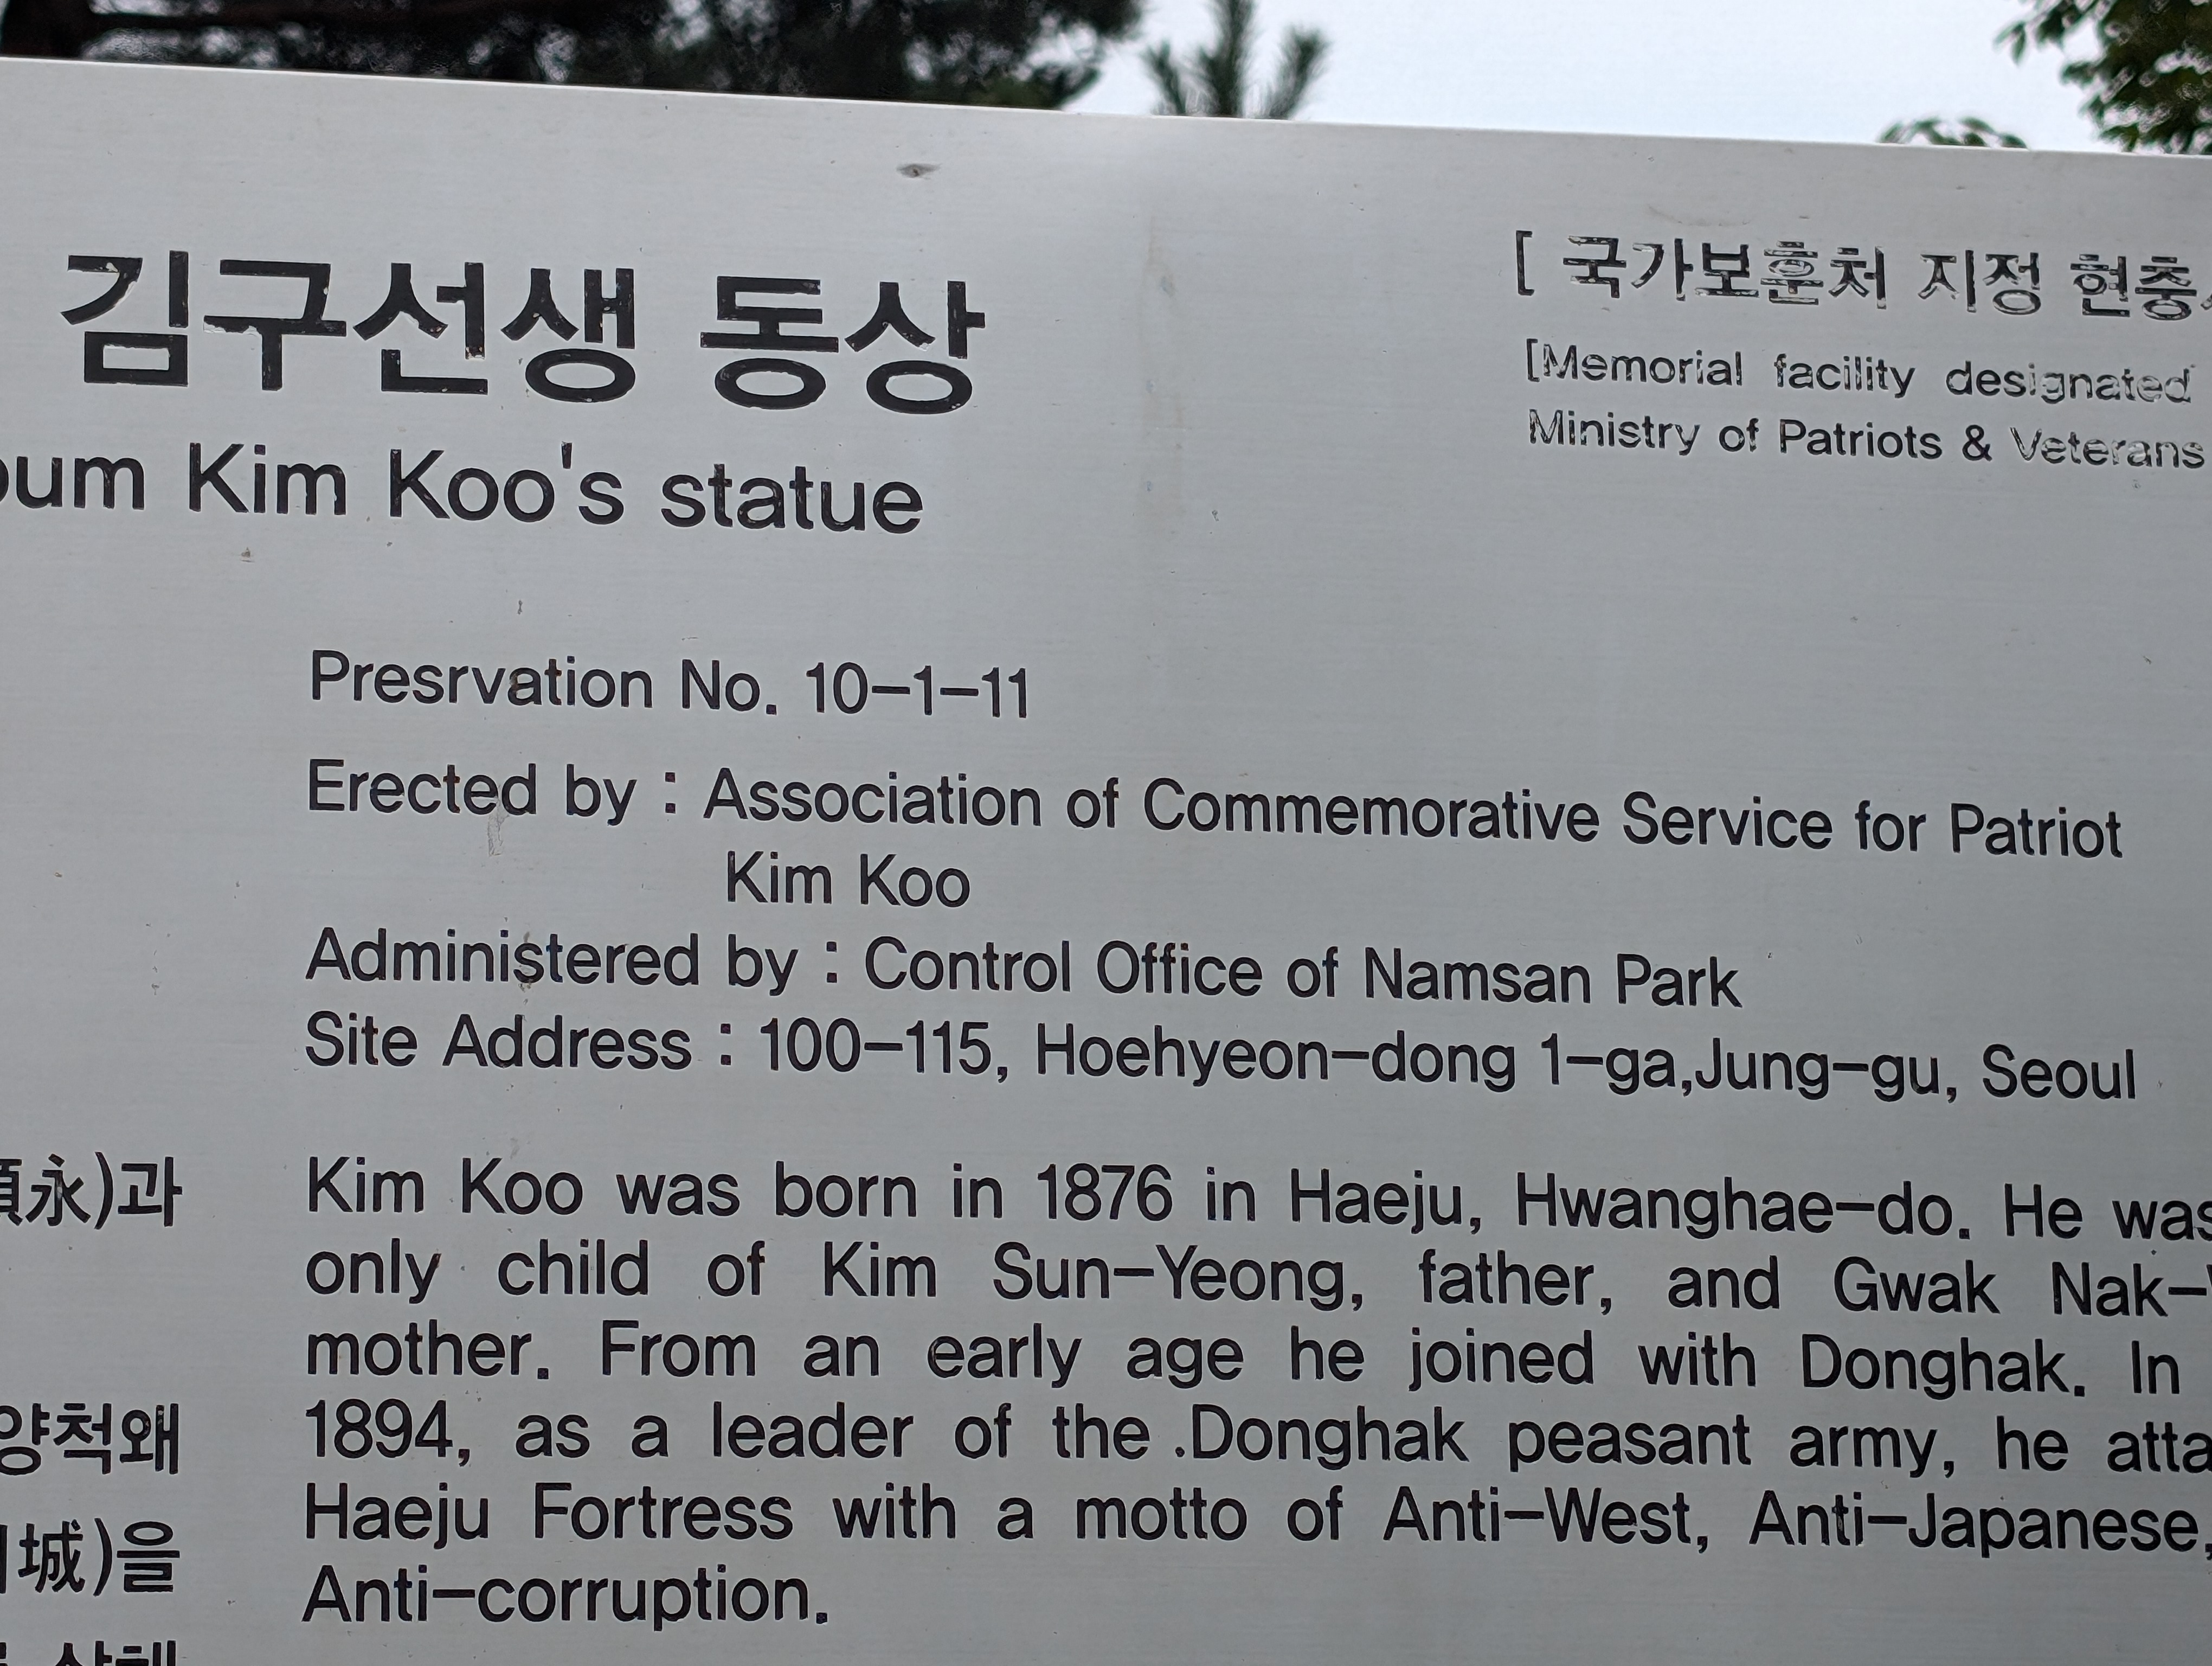 김구선생 동상
[ 국가보훈처 지정
Kim Koo's statue
[Memorial facility designated
Ministry of Patriots & Veterans
Presrvation No. 10-1-11
Erected by : Association of Commemorative Service for Patriot
Kim Koo
Administered by : Control Office of Namsan Park
Site Address : 100-115, Hoehyeon-dong 1-ga,Jung-gu, Seoul
永)과
Kim Koo was born in 1876 in Haeju, Hwanghae-do. He was
only child of Kim Sun-Yeong, father, and Gwak Nak-
mother. From an early age he joined with Donghak. In
양척왜
1894, as a leader of the .Donghak peasant army, he
Haeju Fortress with a motto of Anti-West, Anti-Japanese,
城)을
Anti-corruption.